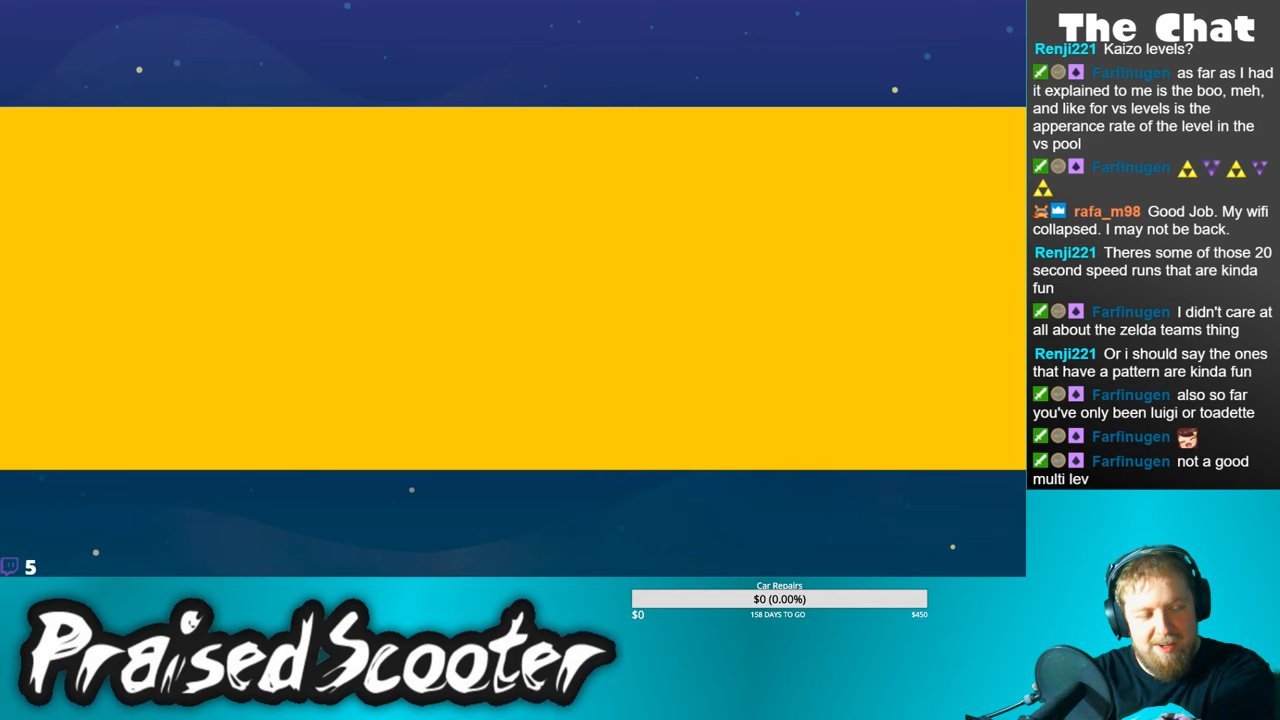 The Chat
Renji221 Kaizo levels?
Farfinugen as far as I had
it explained to me is the boo, meh,
and like for vs levels is the
apperance rate of the level in the
vs pool
Farfinugen
rafa_m98 Good Job. My wifi
collapsed. I may not be back.
Renji221 Theres some of those 20
second speed runs that are kinda
fun
Farfinugen I didn't care at
all about the zelda teams thing
Renji221 Or i should say the ones
that have a pattern are kinda fun
Farfinugen also so far
you've only been luigi or toadette
Farfinugen
Farfinugen not a good
multi lev
5
Car Repairs
$0 (0.00%)
$0 158 DAYS TO GO $450
PraisedScooter